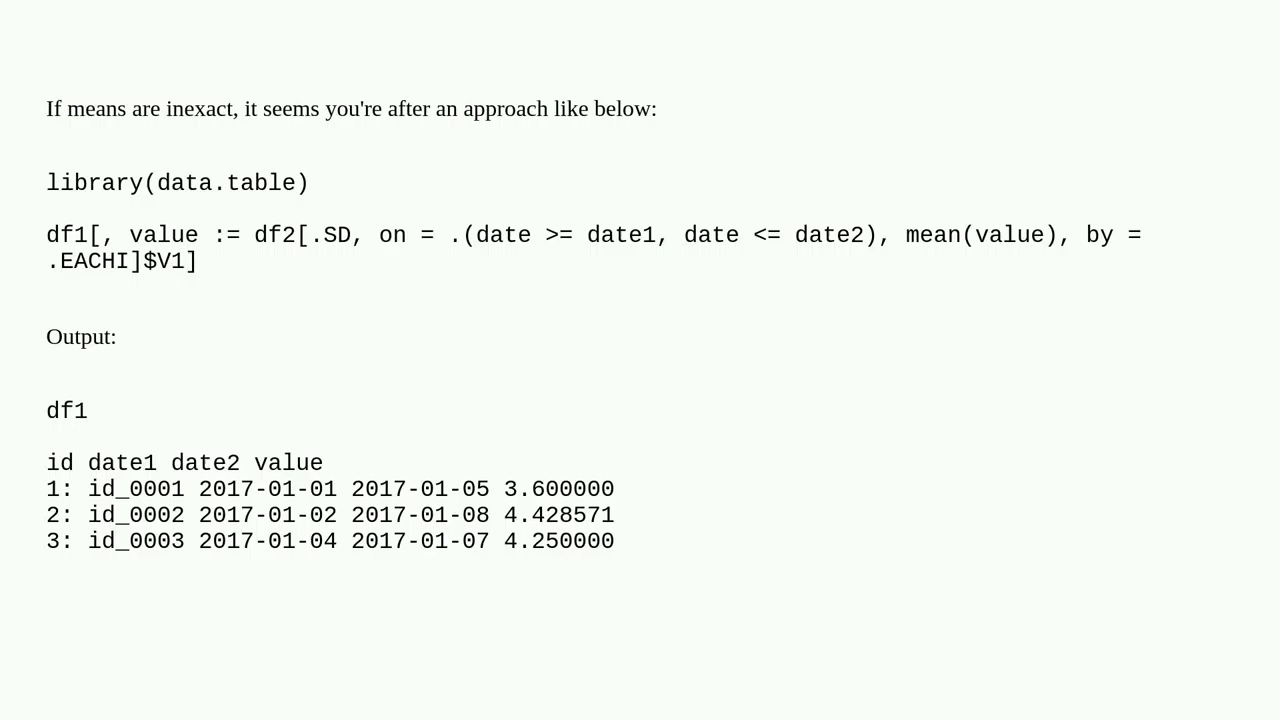 If means are inexact, it seems you're after an approach like below:
library(data.table)
df1[, value := df2[.SD, on = .(date >= date1, date <= date2), mean(value), by =
.EACHI]$V1]
Output:
df1
id date1 date2 value
1: id_0001 2017-01-01 2017-01-05 3.600000
2: id_0002 2017-01-02 2017-01-08 4.428571
3: id_0003 2017-01-04 2017-01-07 4.250000